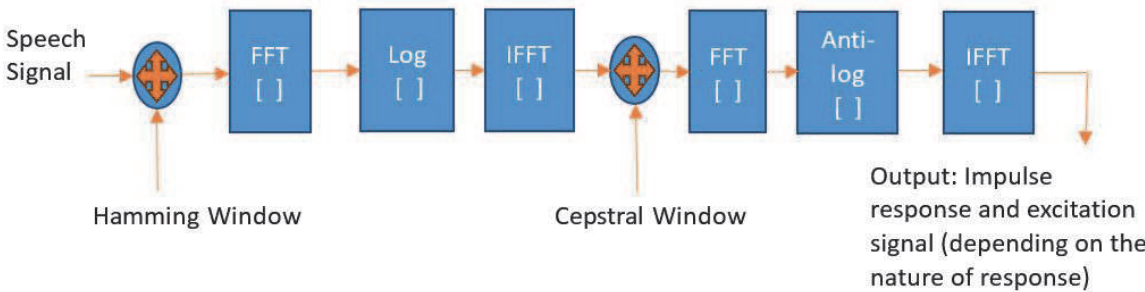 Speech
Signal
FFT
[ ]
Log
[ ]
IFFT
[ ]
FFT
[ ]
Anti-
log
[ ]
IFFT
[ ]
Hamming Window
Cepstral Window
Output: Impulse
response and excitation
signal (depending on the
nature of response)